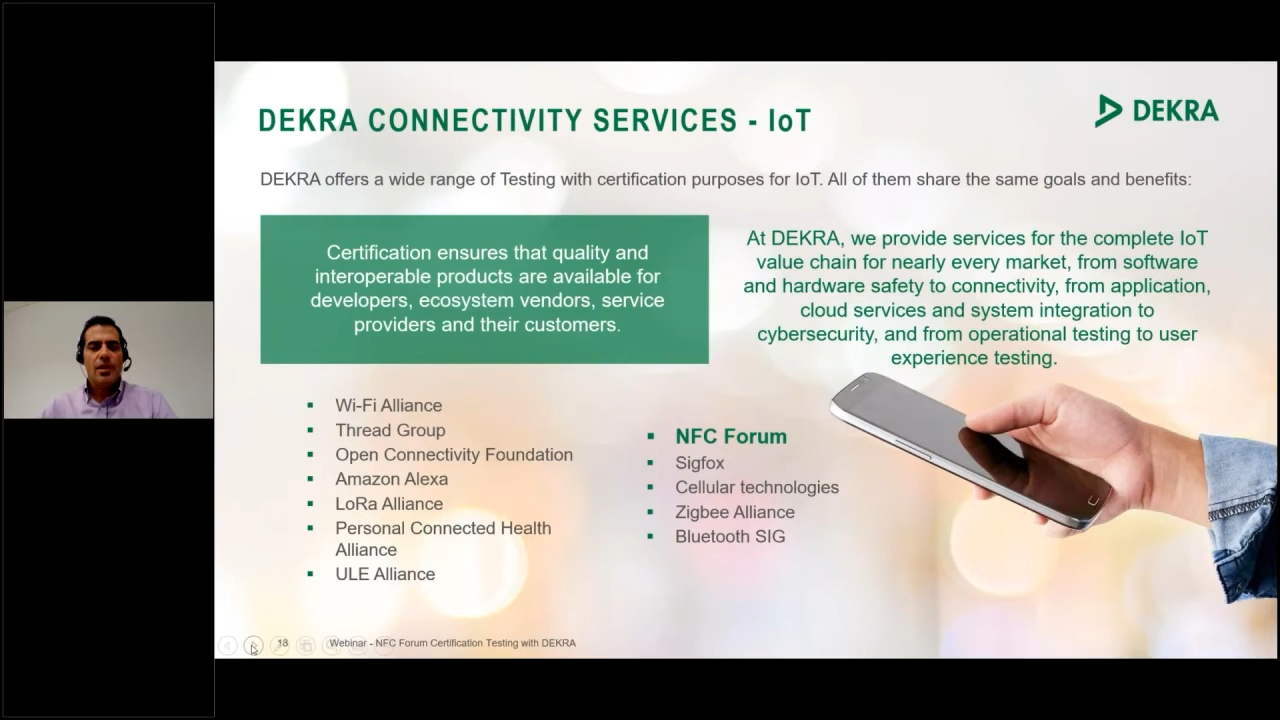 DEKRA CONNECTIVITY SERVICES - IoT
DEKRA
DEKRA offers a wide range of Testing with certification purposes for IoT. All of them share the same goals and benefits:
Certification ensures that quality and
interoperable products are available for
developers, ecosystem vendors, service
providers and their customers.
At DEKRA, we provide services for the complete IoT
value chain for nearly every market, from software
and hardware safety to connectivity, from application,
cloud services and system integration to
cybersecurity, and from operational testing to user
experience testing.
Wi-Fi Alliance
Thread Group
Open Connectivity Foundation
Amazon Alexa
LoRa Alliance
Personal Connected Health
Alliance
ULE Alliance
NFC Forum
Sigfox
Cellular technologies
Zigbee Alliance
Bluetooth SIG
18 Webinar - NFC Forum Certification Testing with DEKRA